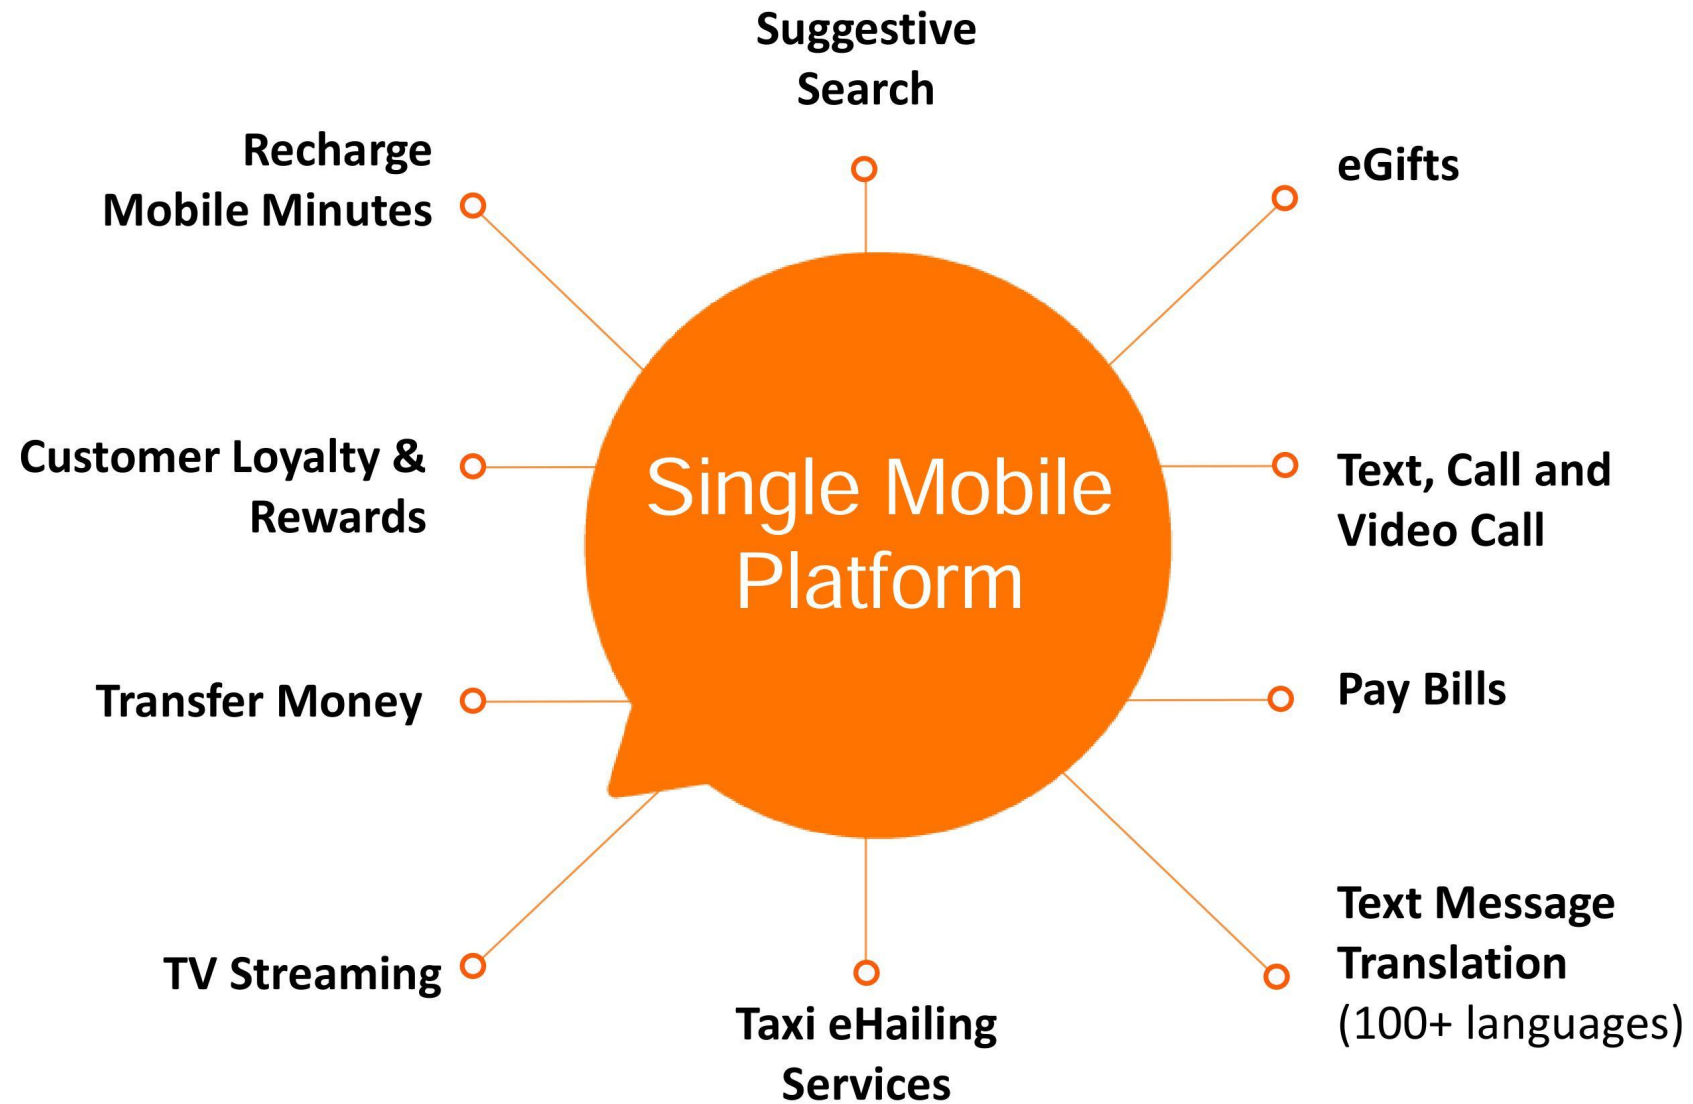 Suggestive
Search
Recharge
Mobile Minutes
eGifts
Customer Loyalty &
Rewards
Single Mobile
Platform
Text, Call and
Video Call
Transfer Money
Pay Bills
TV Streaming
Taxi eHailing
Services
Text Message
Translation
(100+ languages)